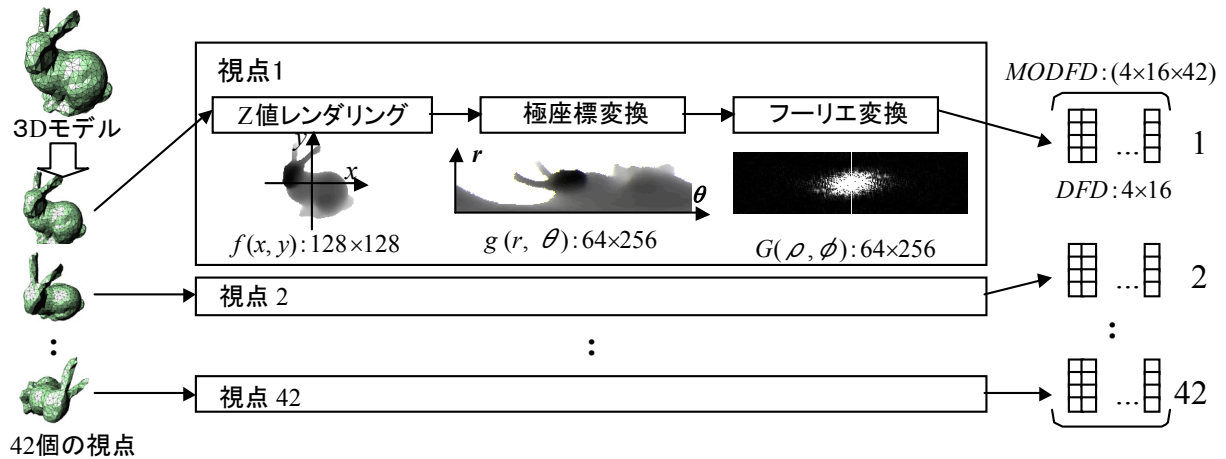 3Dモデル
42個の視点
視点1
Z値レンダリング
極座標変換
フーリエ変換
y
x
f(x, y):128×128
r
θ
g (r, θ):64×256
G(ρ, φ):64×256
視点 2
:
視点 42
MODFD:(4×16×42)
... 1
DFD:4×16
... 2
:
... 42
: